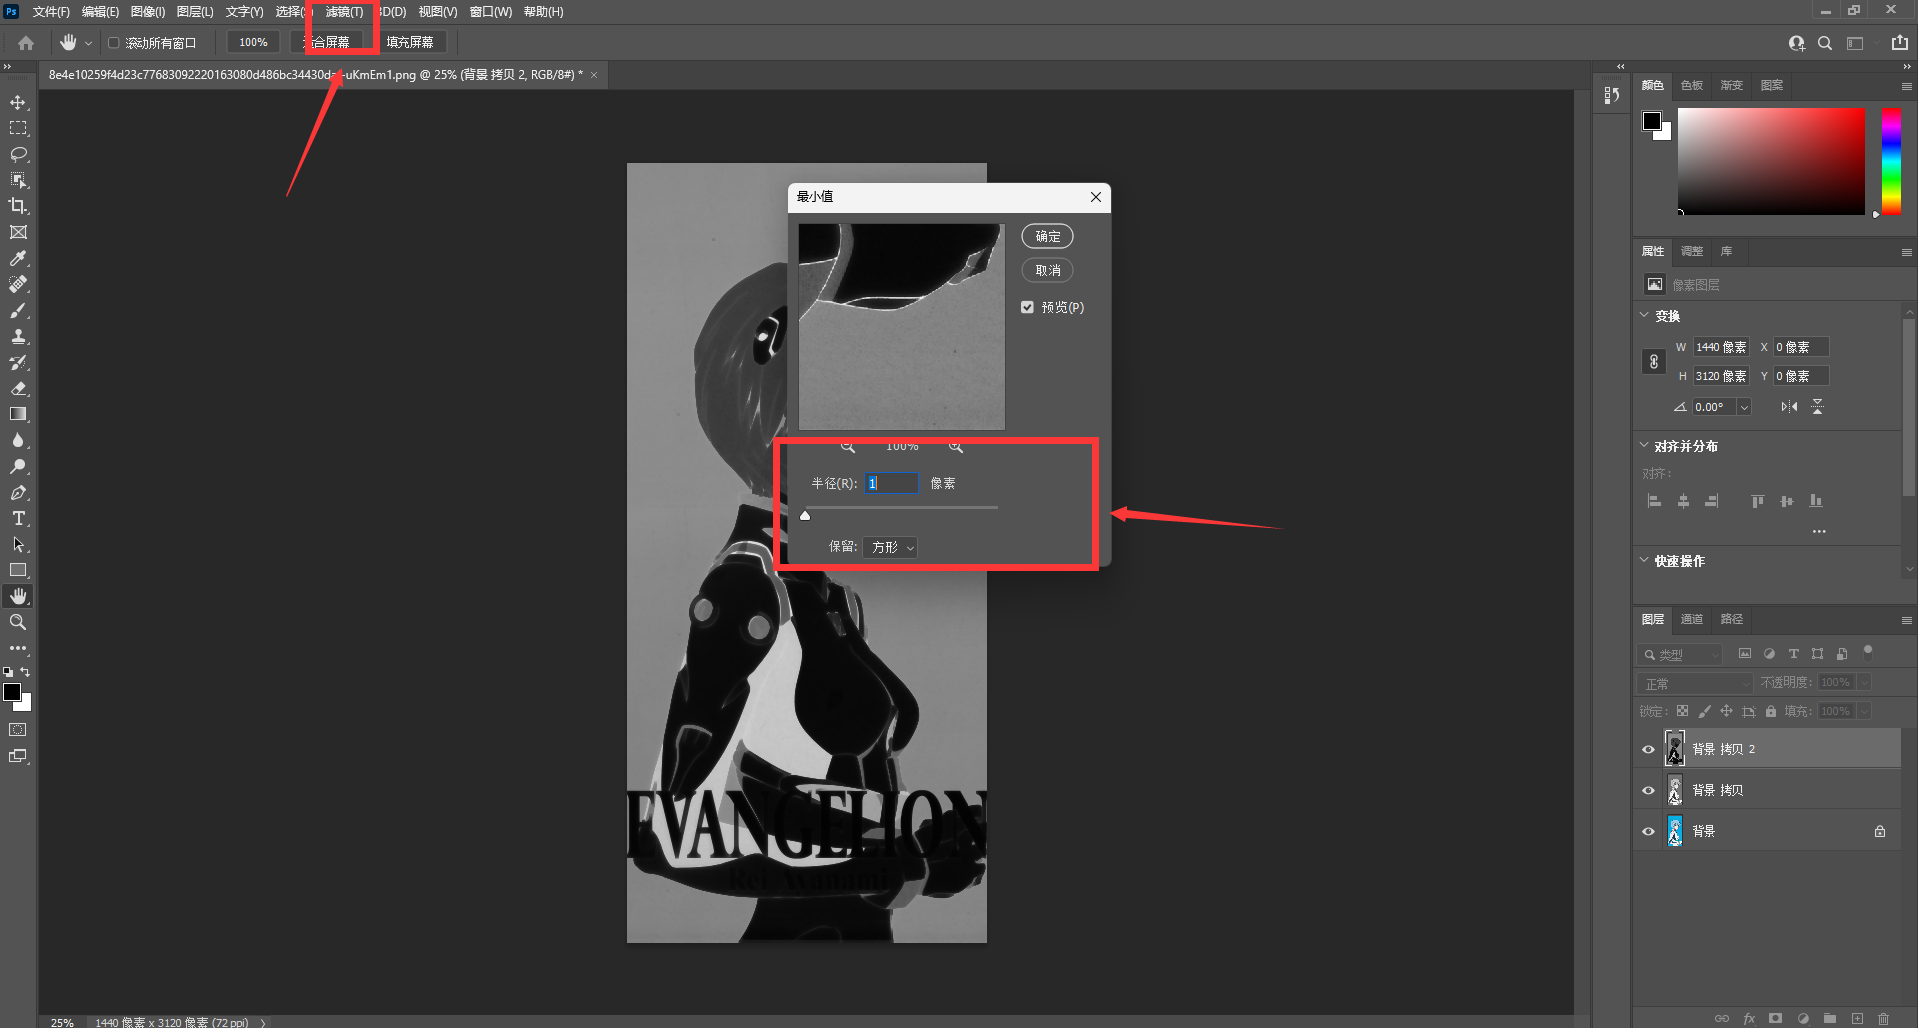 Ps 文件(F) 编辑(E) 图像(I) 图层(L) 文字(Y) 选择(S 滤镜(T) 3D(D) 视图(V) 窗口(W) 帮助(H)
滚动所有窗口 100% 适合屏幕 填充屏幕
8e4e10259f4d23c77683092220163080d486bc34430da -uKmEm1.png @ 25% (背景 拷贝 2, RGB/8#) * ×
最小值
确定
取消
预览(P)
100%
半径(R): 1 像素
保留: 方形
EVANGELION
Rei Ayanami
颜色 色板 渐变 图案
属性 调整 库
像素图层
变换
W 1440 像素 X 0 像素
H 3120 像素 Y 0 像素
0.00°
对齐并分布
对齐:
快速操作
图层 通道 路径
类型
正常 不透明度: 100%
锁定: 填充: 100%
背景 拷贝 2
背景 拷贝
背景
fx
25% 1440 像素 x 3120 像素 (72 ppi)